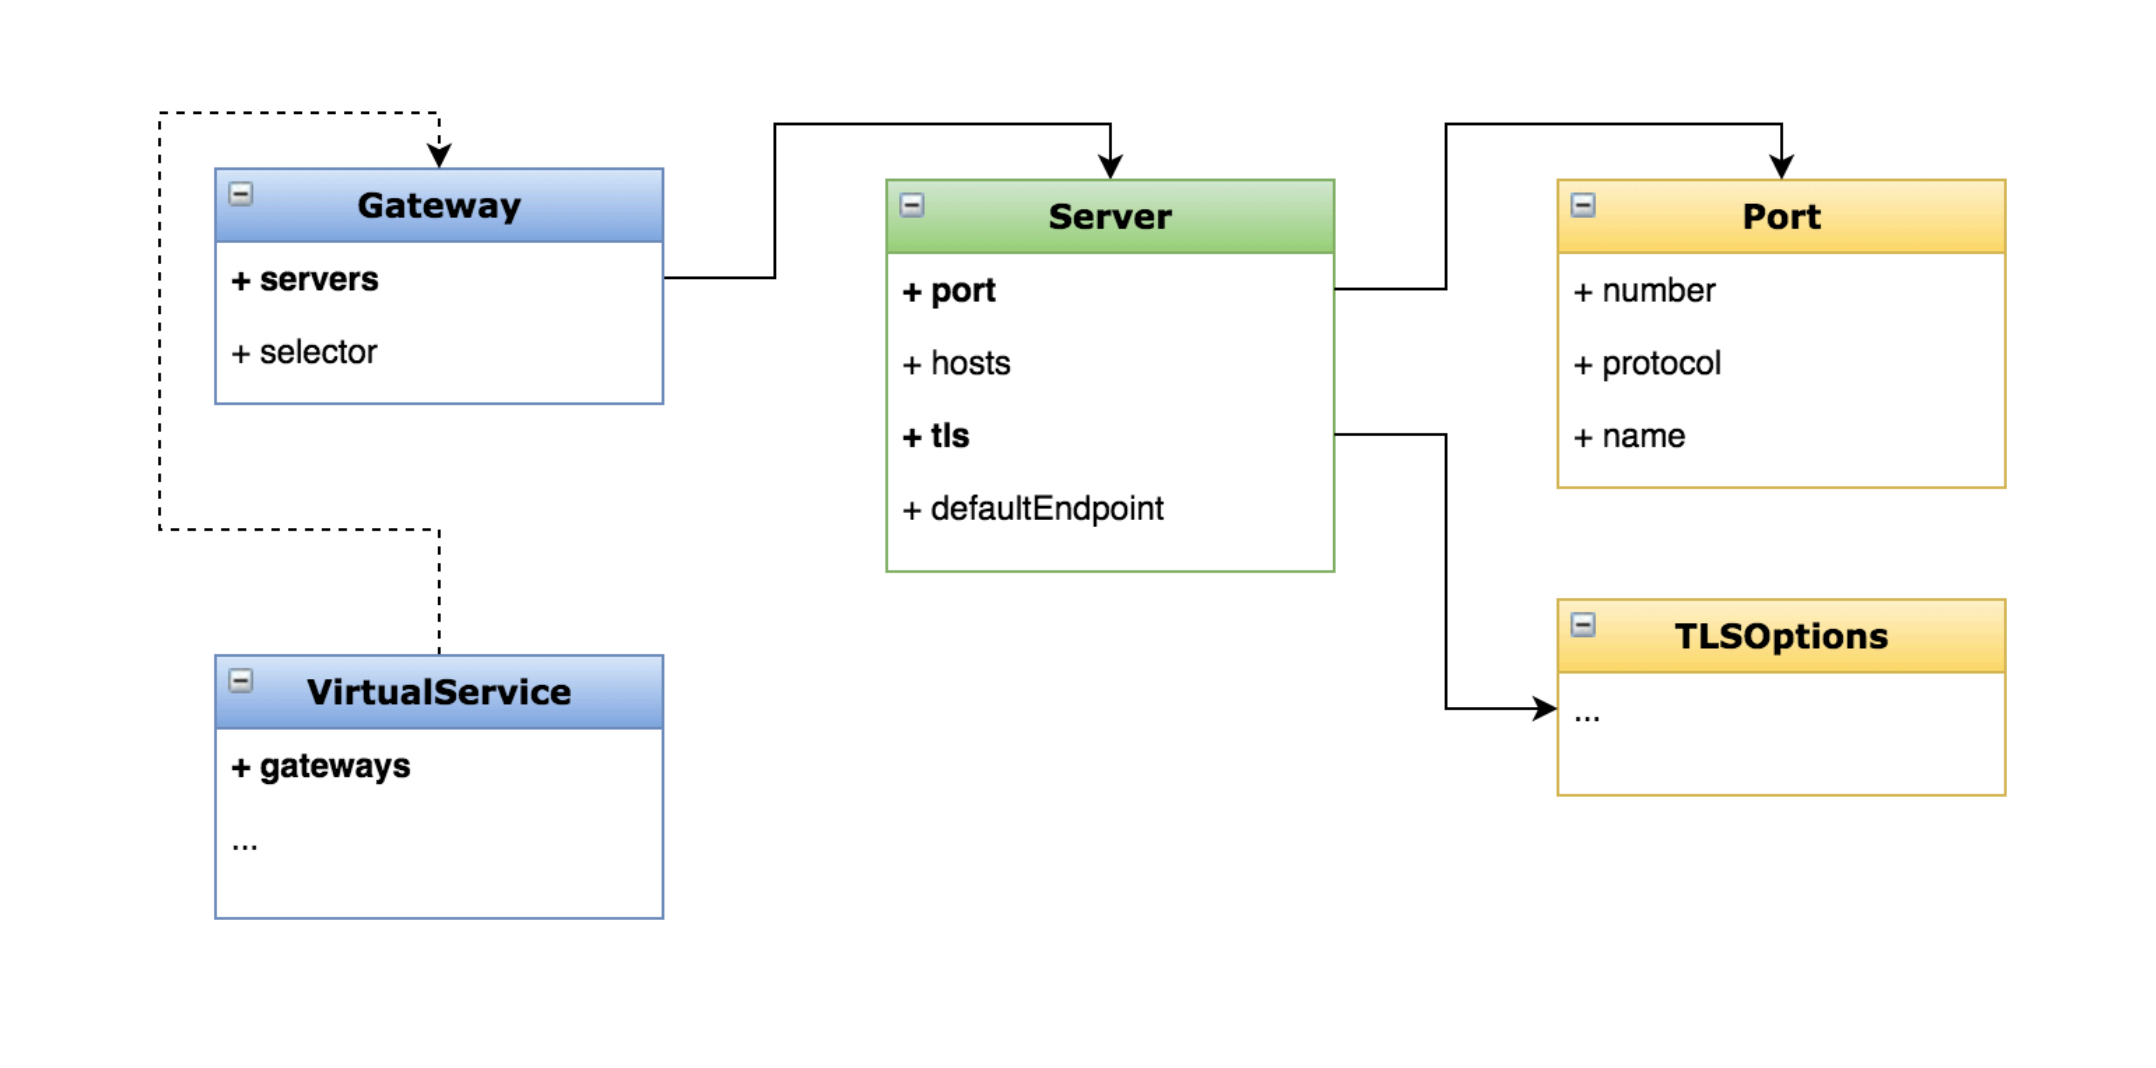 Gateway
+ servers
+ selector
VirtualService
+ gateways
...
Server
+ port
+ hosts
+ tls
+ defaultEndpoint
Port
+ number
+ protocol
+ name
TLSOptions
...